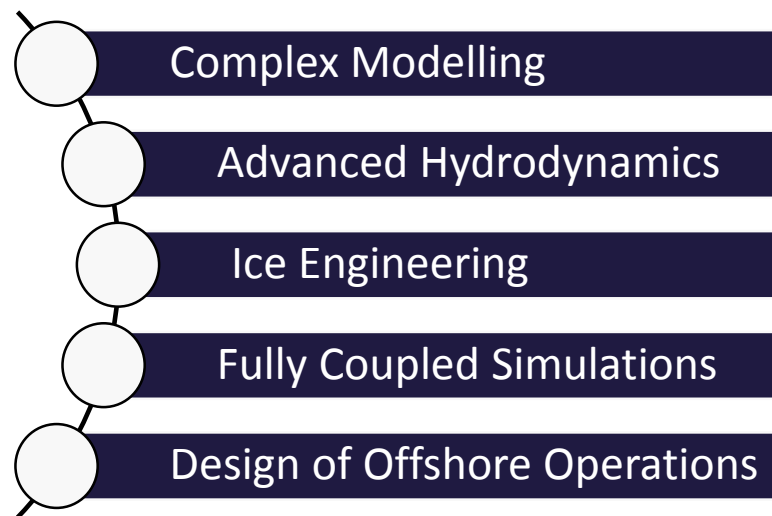 Complex Modelling
Advanced Hydrodynamics
Ice Engineering
Fully Coupled Simulations
Design of Offshore Operations